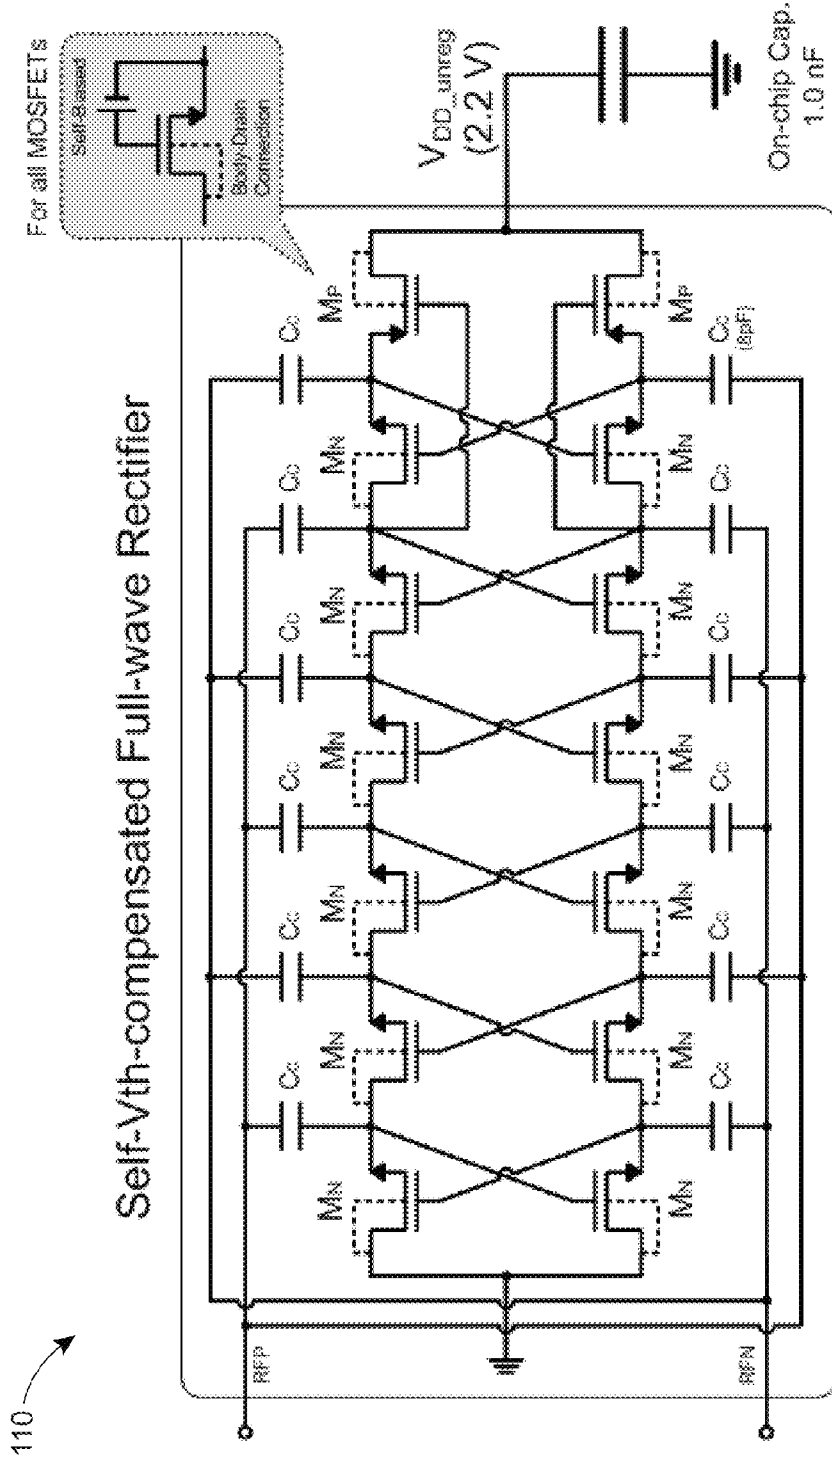 110
Self-Vth-compensated Full-wave Rectifier
For all MOSFETs
Self-Biased
Body-Drain
Connection
RFP
CC CC CC CC CC CC
MN MN MN MN MN MN MP
VDD_unreg
(2.2 V)
MN MN MN MN MN MN MP
CC CC CC CC CC CC
(8pF)
RFN
On-chip Cap.
1.0 nF